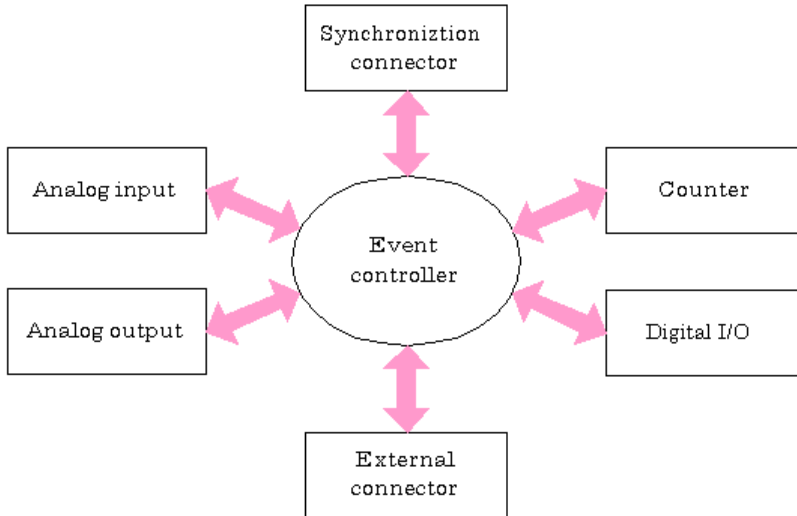 Synchroniztion
connector
Analog input
Counter
Event
controller
Analog output
Digital I/O
External
connector